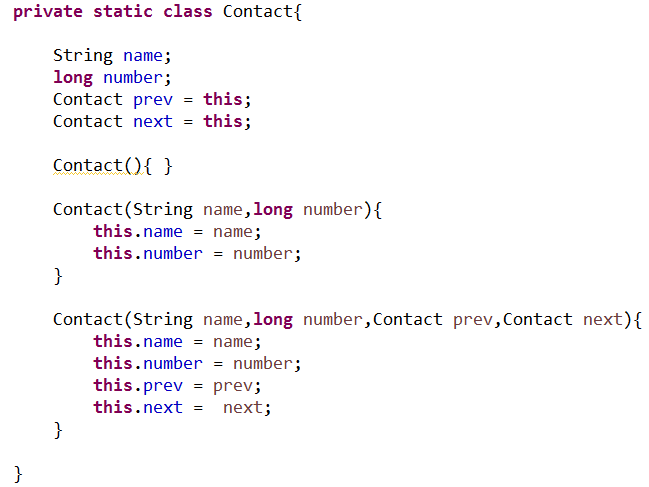 private static class Contact{
String name;
long number;
Contact prev = this;
Contact next = this;
Contact(){ }
Contact(String name,long number){
this.name = name;
this.number = number;
}
Contact(String name,long number,Contact prev,Contact next){
this.name = name;
this.number = number;
this.prev = prev;
this.next =  next;
}
}